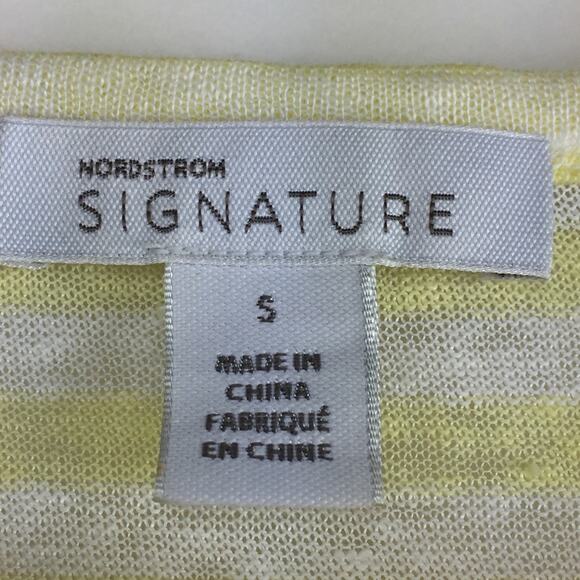 NORDSTROM
SIGNATURE
S
MADE IN
CHINA
FABRIQUÉ
EN CHINE